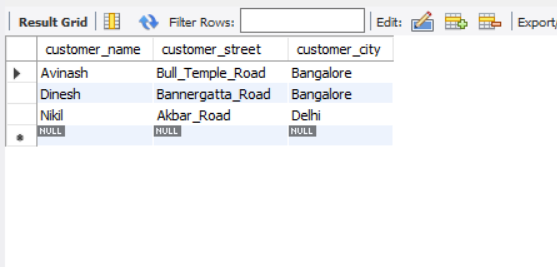 Result Grid Filter Rows: Edit: Export/
customer_name customer_street customer_city
Avinash Bull_Temple_Road Bangalore
Dinesh Bannergatta_Road Bangalore
Nikil Akbar_Road Delhi
NULL NULL NULL